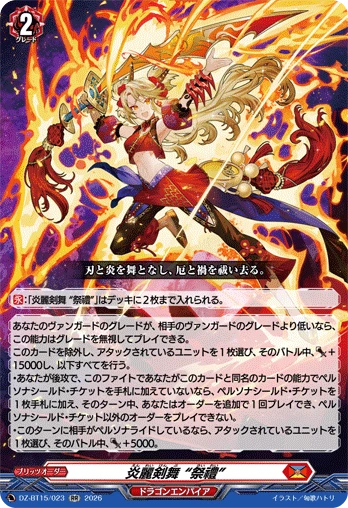 2
グレード
刃と炎を舞となし、厄と禍を祓い去る。
永:「炎麗剣舞 “祭禮”」はデッキに2枚まで入れられる。
あなたのヴァンガードのグレードが、相手のヴァンガードのグレードより低いなら、
この能力はグレードを無視してプレイできる。
このカードを除外し、アタックされているユニットを1枚選び、そのバトル中、+
15000し、以下すべてを行う。
・あなたが後攻で、このファイトであなたがこのカードと同名のカードの能力でペル
ソナシールド・チケットを手札に加えていないなら、ペルソナシールド・チケットを
1枚手札に加え、そのターン中、あなたはオーダーを追加で1回プレイでき、ペル
ソナシールド・チケット以外のオーダーをプレイできない。
・このターンに相手がペルソナライドしているなら、アタックされているユニットを
1枚選び、そのバトル中、+5000。
ブリッツオーダー
炎麗剣舞 “祭禮”
ドラゴンエンパイア
DZ-BT15/023 RR 2026
イラスト/匈歌ハトリ